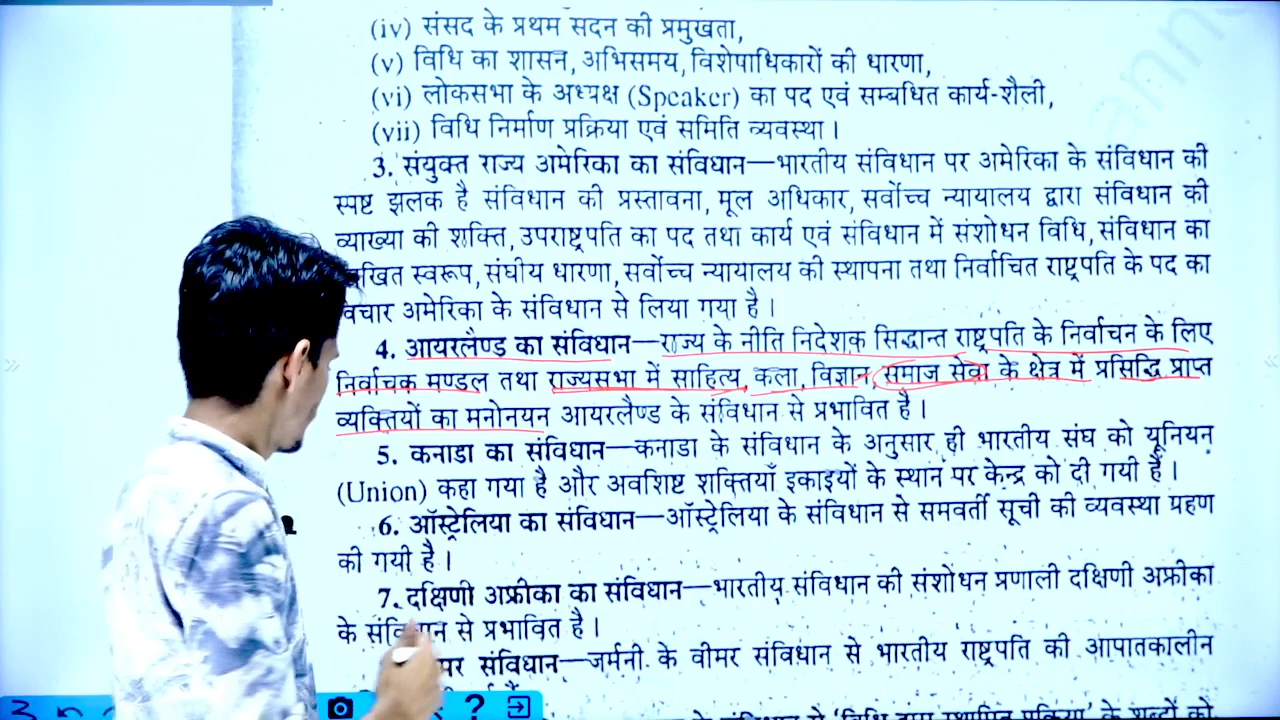 (iv) संसद के प्रथम सदन की प्रमुखता,
(v) विधि का शासन, अभिसमय, विशेषाधिकारों की धारणा,
(vi) लोकसभा के अध्यक्ष (Speaker) का पद एवं सम्बधित कार्य-शैली,
(vii) विधि निर्माण प्रक्रिया एवं समिति व्यवस्था।
3. संयुक्त राज्य अमेरिका का संविधान—भारतीय संविधान पर अमेरिका के संविधान की
स्पष्ट झलक है संविधान की प्रस्तावना, मूल अधिकार, सर्वोच्च न्यायालय द्वारा संविधान की
व्याख्या की शक्ति, उपराष्ट्रपति का पद तथा कार्य एवं संविधान में संशोधन विधि, संविधान का
खित स्वरूप, संघीय धारणा, सर्वोच्च न्यायालय की स्थापना तथा निर्वाचित राष्ट्रपति के पद का
वचार अमेरिका के संविधान से लिया गया है।
4. आयरलैण्ड का संविधान—राज्य के नीति निदेशक सिद्धान्त राष्ट्रपति के निर्वाचन के लिए
निर्वाचक मण्डल तथा राज्यसभा में साहित्य, कला, विज्ञान, समाज सेवा के क्षेत्र में प्रसिद्धि प्राप्त
व्यक्तियों का मनोनयन आयरलैण्ड के संविधान से प्रभावित है।
5. कनाडा का संविधान—कनाडा के संविधान के अनुसार ही भारतीय संघ को यूनियन
(Union) कहा गया है और अवशिष्ट शक्तियाँ इकाइयों के स्थान पर केन्द्र को दी गयी हैं।
6. ऑस्ट्रेलिया का संविधान—ऑस्ट्रेलिया के संविधान से समवर्ती सूची की व्यवस्था ग्रहण
की गयी है।
7. दक्षिणी अफ्रीका का संविधान—भारतीय संविधान की संशोधन प्रणाली दक्षिणी अफ्रीका
के संविधान से प्रभावित है।
मर संविधान—जर्मनी के वीमर संविधान से भारतीय राष्ट्रपति की आपातकालीन